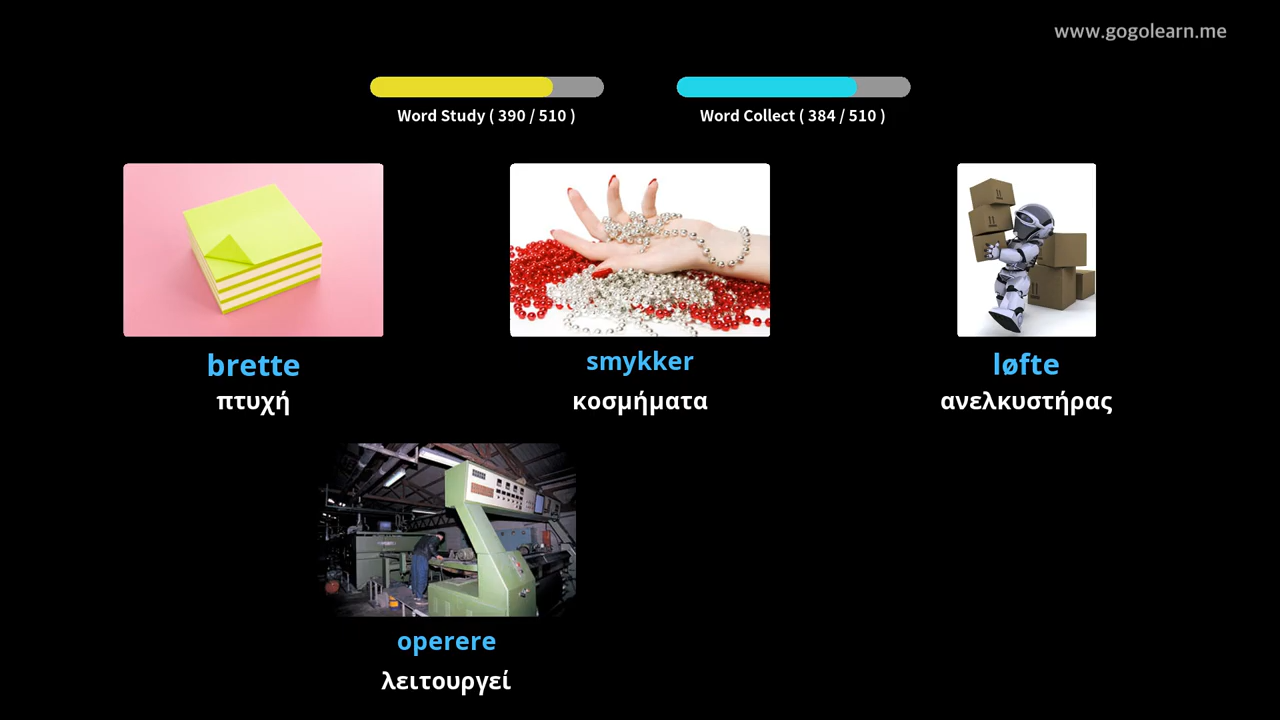 www.gogolearn.me
Word Study ( 390 / 510 )
Word Collect ( 384 / 510 )
brette
πτυχή
smykker
κοσμήματα
løfte
ανελκυστήρας
operere
λειτουργεί